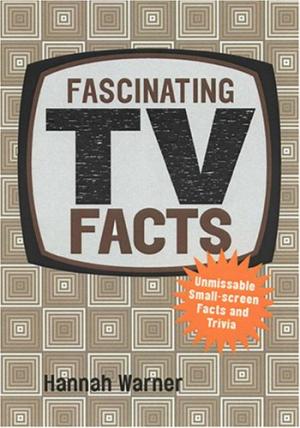 FASCINATING
TV
FACTS
Unmissable
Small-screen
Facts and
Trivia
Hannah Warner